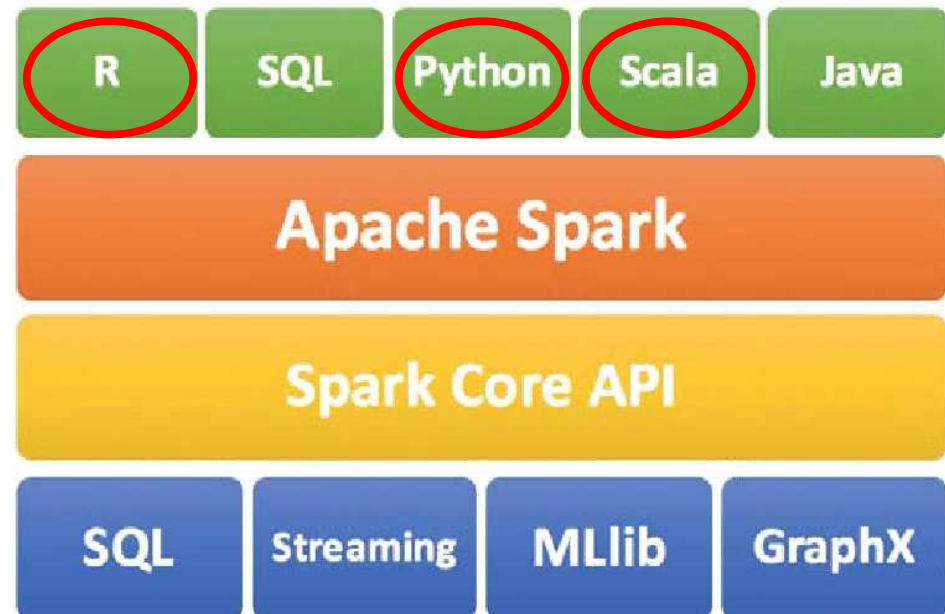 R SQL Python Scala Java
Apache Spark
Spark Core API
SQL Streaming MLlib GraphX